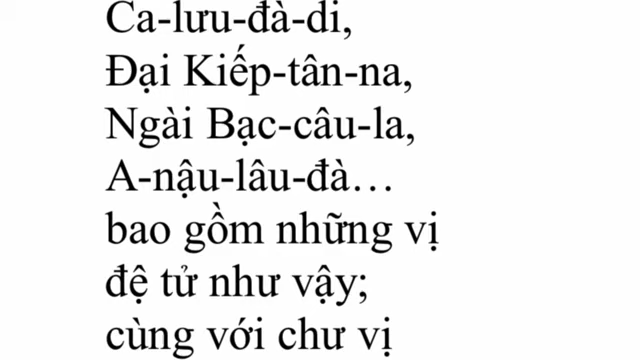 Ca-lưu-đà-di,
Đại Kiếp-tân-na,
Ngài Bạc-câu-la,
A-nậu-lâu-đà…
bao gồm những vị
đệ tử như vậy;
cùng với chư vị